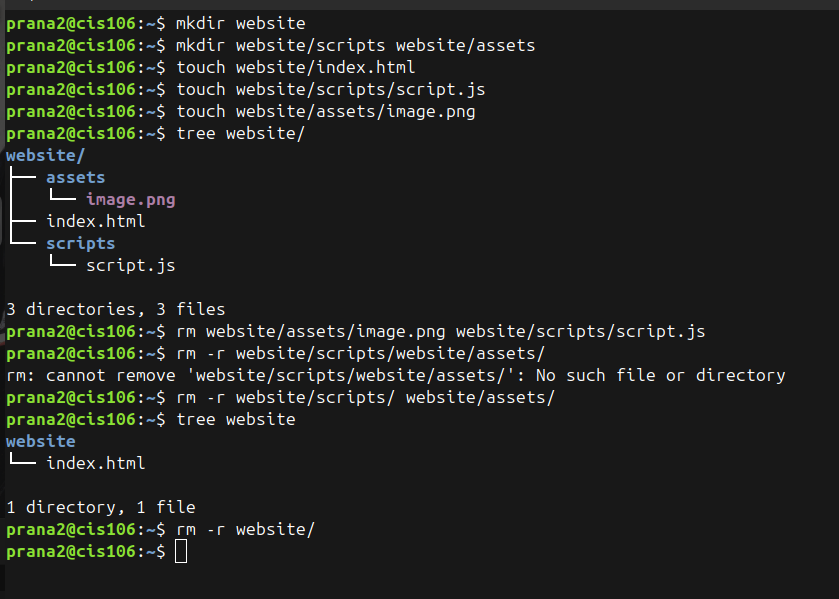 prana2@cis106:~$ mkdir website
prana2@cis106:~$ mkdir website/scripts website/assets
prana2@cis106:~$ touch website/index.html
prana2@cis106:~$ touch website/scripts/script.js
prana2@cis106:~$ touch website/assets/image.png
prana2@cis106:~$ tree website/
website/
├── assets
│   └── image.png
├── index.html
└── scripts
    └── script.js

3 directories, 3 files
prana2@cis106:~$ rm website/assets/image.png website/scripts/script.js
prana2@cis106:~$ rm -r website/scripts/website/assets/
rm: cannot remove 'website/scripts/website/assets/': No such file or directory
prana2@cis106:~$ rm -r website/scripts/ website/assets/
prana2@cis106:~$ tree website
website
└── index.html

1 directory, 1 file
prana2@cis106:~$ rm -r website/
prana2@cis106:~$